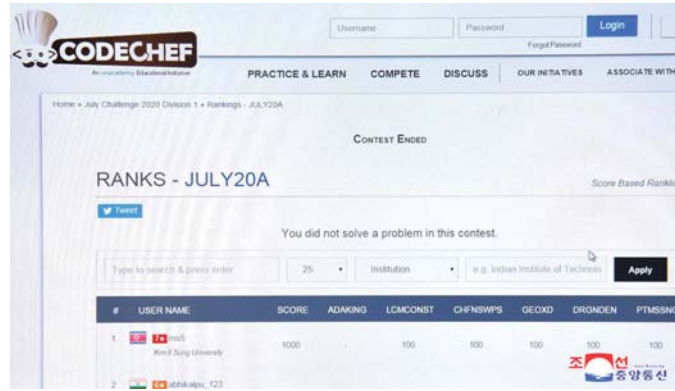 Username Password Login
Forgot Password
CODECHEF
An unacademy Educational Initiative
PRACTICE & LEARN COMPETE DISCUSS OUR INITIATIVES ASSOCIATE WITH
Home » July Challenge 2020 Division 1 » Rankings - JULY20A
CONTEST ENDED
RANKS - JULY20A
Score Based Rankli
Tweet
You did not solve a problem in this contest.
Type to search & press enter 25 Institution e.g. Indian Institute of Technolo Apply
# USER NAME SCORE ADAKING LCMCONST CHFNSWPS GEOXD DRGNDEN PTMSSNG
1 7★ rns5 1000 100 100 100 100 100
Kim Il Sung University
2 abhikalpu_123
조선
중앙통신